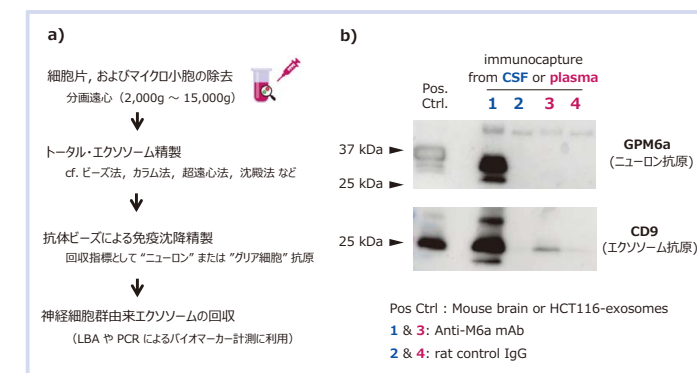 a)
細胞片, およびマイクロ小胞の除去
分画遠心（2,000g ～ 15,000g）
トータル・エクソソーム精製
cf. ビーズ法，カラム法，超遠心法，沈殿法 など
抗体ビーズによる免疫沈降精製
回収指標として “ニューロン” または ”グリア細胞” 抗原
神経細胞群由来エクソソームの回収
（LBA や PCR によるバイオマーカー計測に利用）
b)
immunocapture
from CSF or plasma
Pos.
Ctrl.
1 2 3 4
37 kDa
25 kDa
GPM6a
(ニューロン抗原)
25 kDa
CD9
(エクソソーム抗原)
Pos Ctrl : Mouse brain or HCT116-exosomes
1 & 3: Anti-M6a mAb
2 & 4: rat control IgG